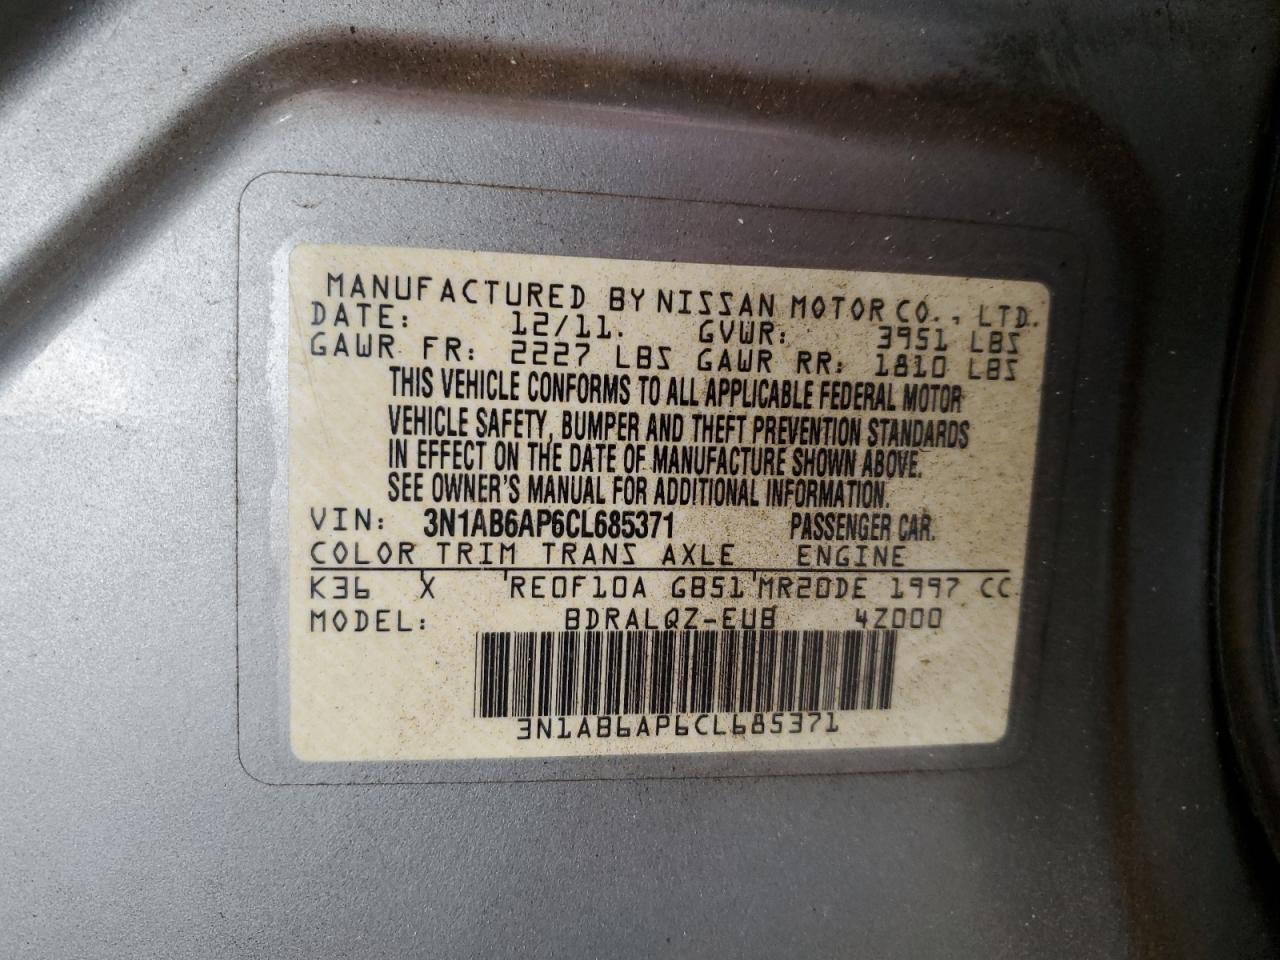 MANUFACTURED BY NISSAN MOTOR CO., LTD.
DATE: 12/11. GVWR: 3951 LBS
GAWR FR: 2227 LBS GAWR RR: 1810 LBS
THIS VEHICLE CONFORMS TO ALL APPLICABLE FEDERAL MOTOR
VEHICLE SAFETY, BUMPER AND THEFT PREVENTION STANDARDS
IN EFFECT ON THE DATE OF MANUFACTURE SHOWN ABOVE.
SEE OWNER'S MANUAL FOR ADDITIONAL INFORMATION.
VIN: 3N1AB6AP6CL685371 PASSENGER CAR.
COLOR TRIM TRANS AXLE ENGINE
K36 X RE0F10A GB51 MR20DE 1997 CC
MODEL: BDRALQZ-EUB 4Z000
3N1AB6AP6CL685371